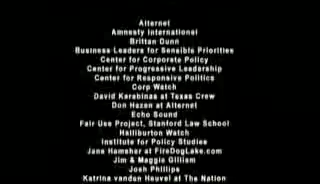 Alternet
Amnesty International
Brittan Dunn
Business Leaders for Sensible Priorities
Center for Corporate Policy
Center for Progressive Leadership
Center for Responsive Politics
Corp Watch
David Karabinas at Texas Crew
Don Hazen at Alternet
Echo Sound
Fair Use Project, Stanford Law School
Halliburton Watch
Institute for Policy Studies
Jane Hamsher at FireDogLake.com
Jim & Maggie Gilliam
Josh Phillips
Katrina vanden Heuvel at The Nation